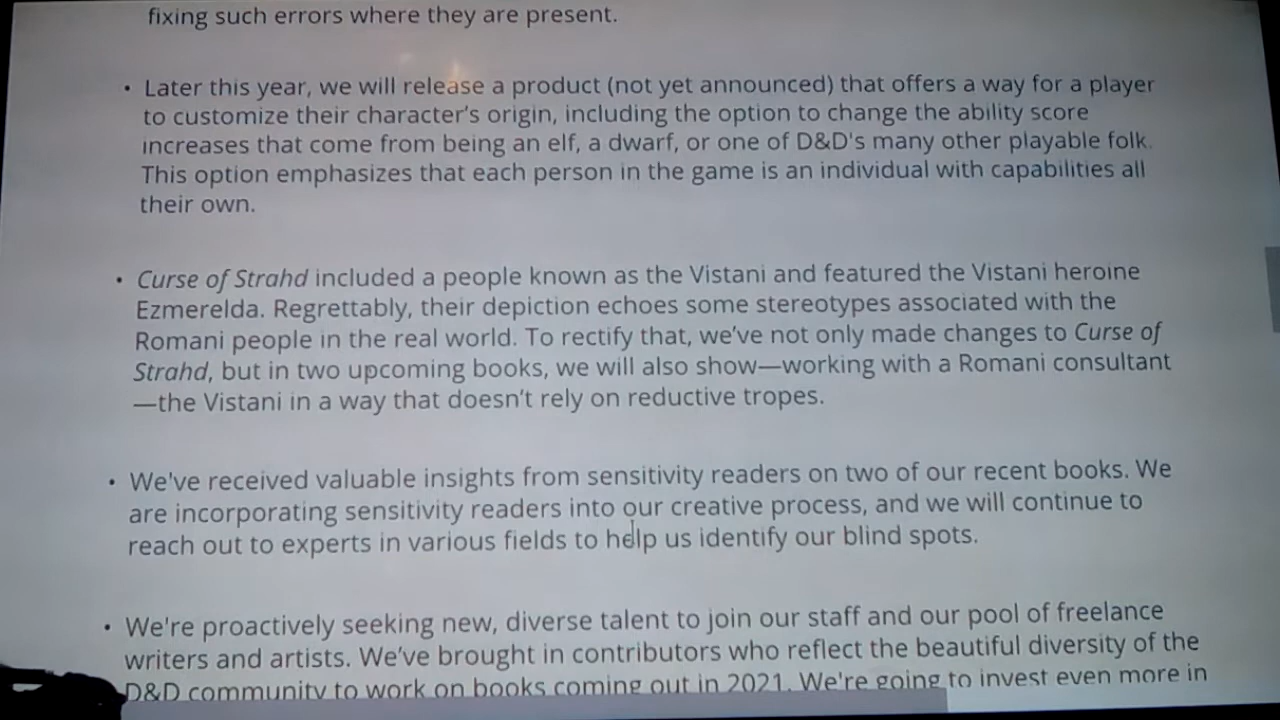 fixing such errors where they are present.
• Later this year, we will release a product (not yet announced) that offers a way for a player
to customize their character's origin, including the option to change the ability score
increases that come from being an elf, a dwarf, or one of D&D's many other playable folk.
This option emphasizes that each person in the game is an individual with capabilities all
their own.
• Curse of Strahd included a people known as the Vistani and featured the Vistani heroine
Ezmerelda. Regrettably, their depiction echoes some stereotypes associated with the
Romani people in the real world. To rectify that, we've not only made changes to Curse of
Strahd, but in two upcoming books, we will also show—working with a Romani consultant
—the Vistani in a way that doesn't rely on reductive tropes.
• We've received valuable insights from sensitivity readers on two of our recent books. We
are incorporating sensitivity readers into our creative process, and we will continue to
reach out to experts in various fields to help us identify our blind spots.
• We're proactively seeking new, diverse talent to join our staff and our pool of freelance
writers and artists. We've brought in contributors who reflect the beautiful diversity of the
D&D community to work on books coming out in 2021. We're going to invest even more in